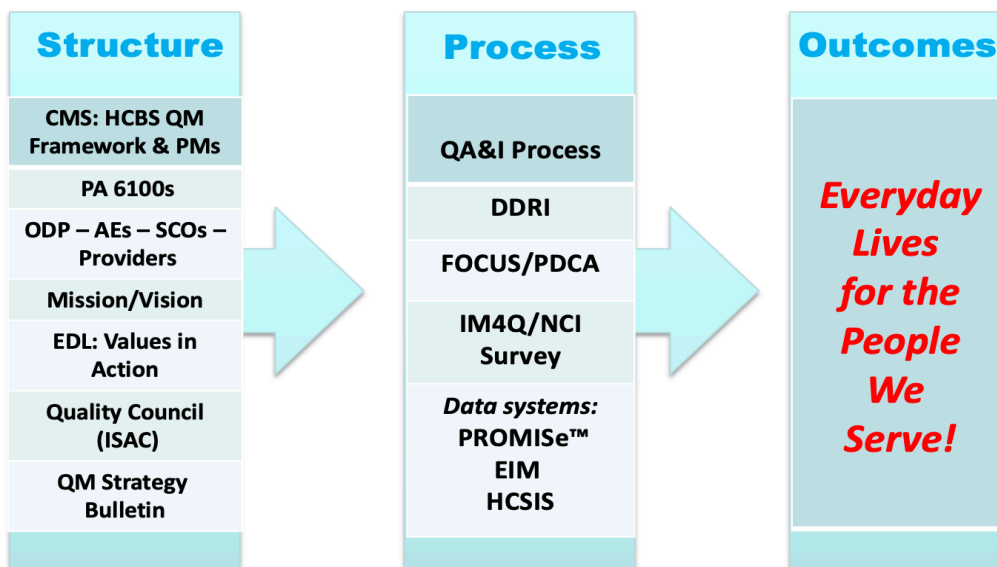 Structure
CMS: HCBS QM
Framework & PMs
PA 6100s
ODP – AEs – SCOs –
Providers
Mission/Vision
EDL: Values in
Action
Quality Council
(ISAC)
QM Strategy
Bulletin
Process
QA&I Process
DDRI
FOCUS/PDCA
IM4Q/NCI
Survey
Data systems:
PROMISe™
EIM
HCSIS
Outcomes
Everyday
Lives
for the
People
We
Serve!